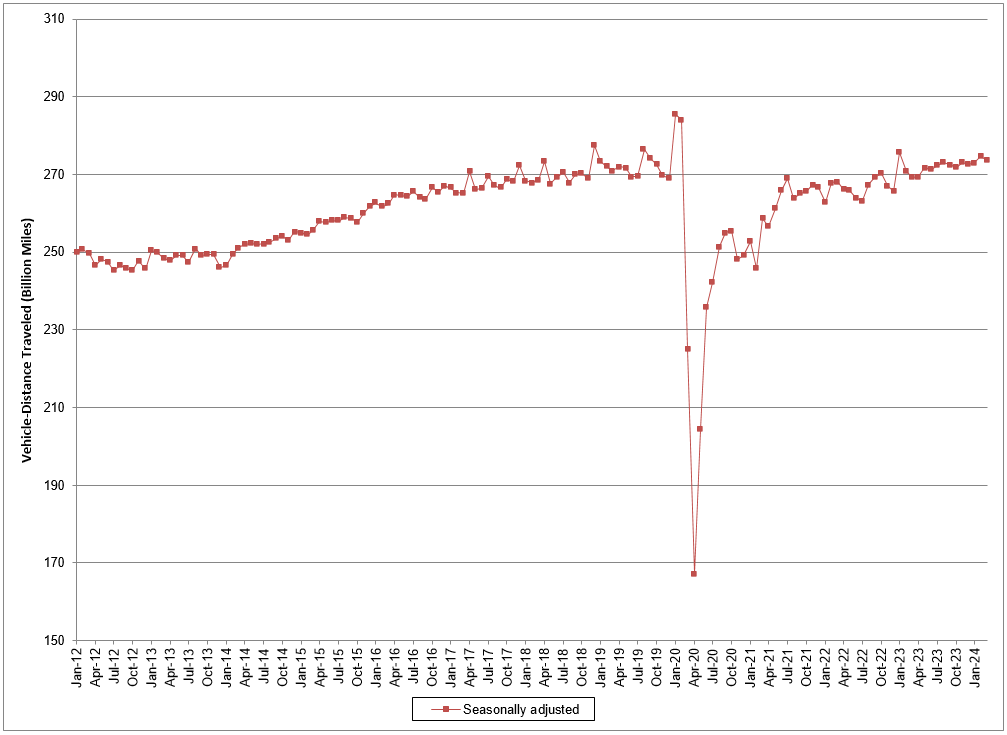 310
290
270
250
230
210
190
170
150
Vehicle-Distance Traveled (Billion Miles)
Jan-12
Apr-12
Jul-12
Oct-12
Jan-13
Apr-13
Jul-13
Oct-13
Jan-14
Apr-14
Jul-14
Oct-14
Jan-15
Apr-15
Jul-15
Oct-15
Jan-16
Apr-16
Jul-16
Oct-16
Jan-17
Apr-17
Jul-17
Oct-17
Jan-18
Apr-18
Jul-18
Oct-18
Jan-19
Apr-19
Jul-19
Oct-19
Jan-20
Apr-20
Jul-20
Oct-20
Jan-21
Apr-21
Jul-21
Oct-21
Jan-22
Apr-22
Jul-22
Oct-22
Jan-23
Apr-23
Jul-23
Oct-23
Jan-24
Seasonally adjusted